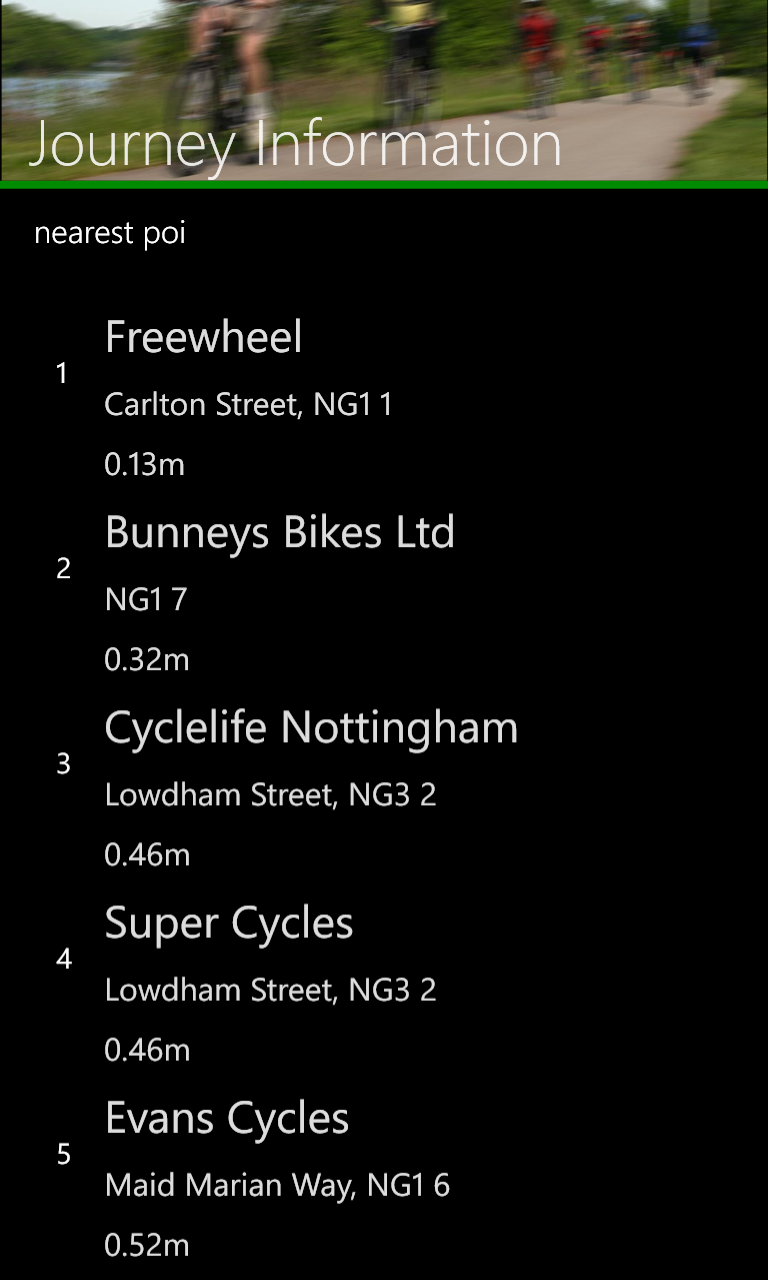 Journey Information
nearest poi
1
Freewheel
Carlton Street, NG1 1
0.13m
2
Bunneys Bikes Ltd
NG1 7
0.32m
3
Cyclelife Nottingham
Lowdham Street, NG3 2
0.46m
4
Super Cycles
Lowdham Street, NG3 2
0.46m
5
Evans Cycles
Maid Marian Way, NG1 6
0.52m